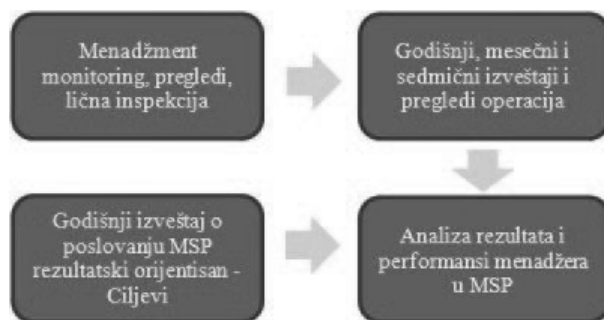 Menadžment
monitoring, pregledi,
lična inspekcija
Godišnji, mesečni i
sedmični izveštaji i
pregledi operacija
Godišnji izveštaj o
poslovanju MSP
rezultatski orijentisan -
Ciljevi
Analiza rezultata i
performansi menadžera
u MSP